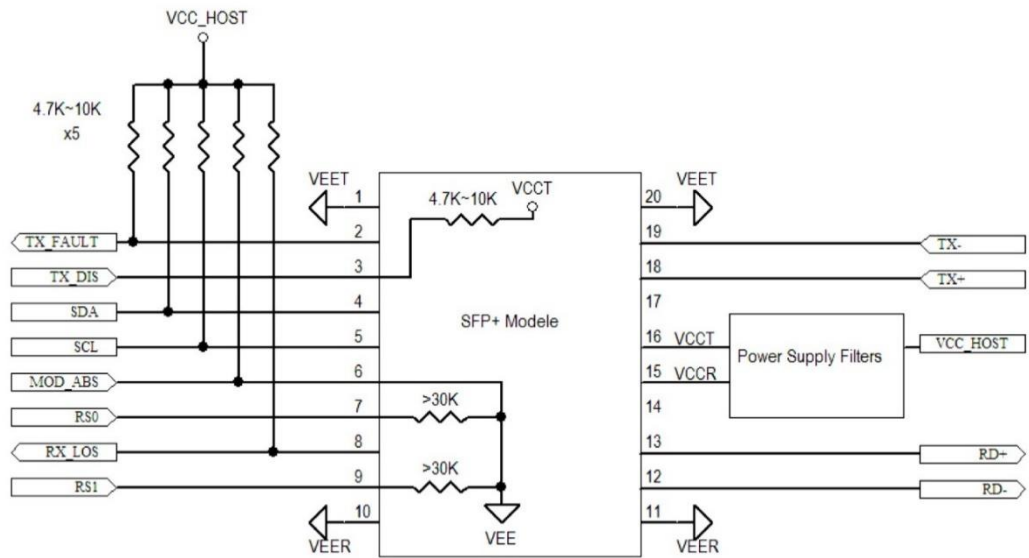 VCC_HOST
4.7K~10K
x5
VEET
1
4.7K~10K
VCCT
20
VEET
TX_FAULT
2
19
TX-
TX_DIS
3
18
TX+
SDA
4
17
SFP+ Modele
SCL
5
16
VCCT
Power Supply Filters
VCC_HOST
MOD_ABS
6
15
VCCR
RS0
7
>30K
14
RX_LOS
8
13
RD+
RS1
9
>30K
12
RD-
10
VEER
VEE
11
VEER